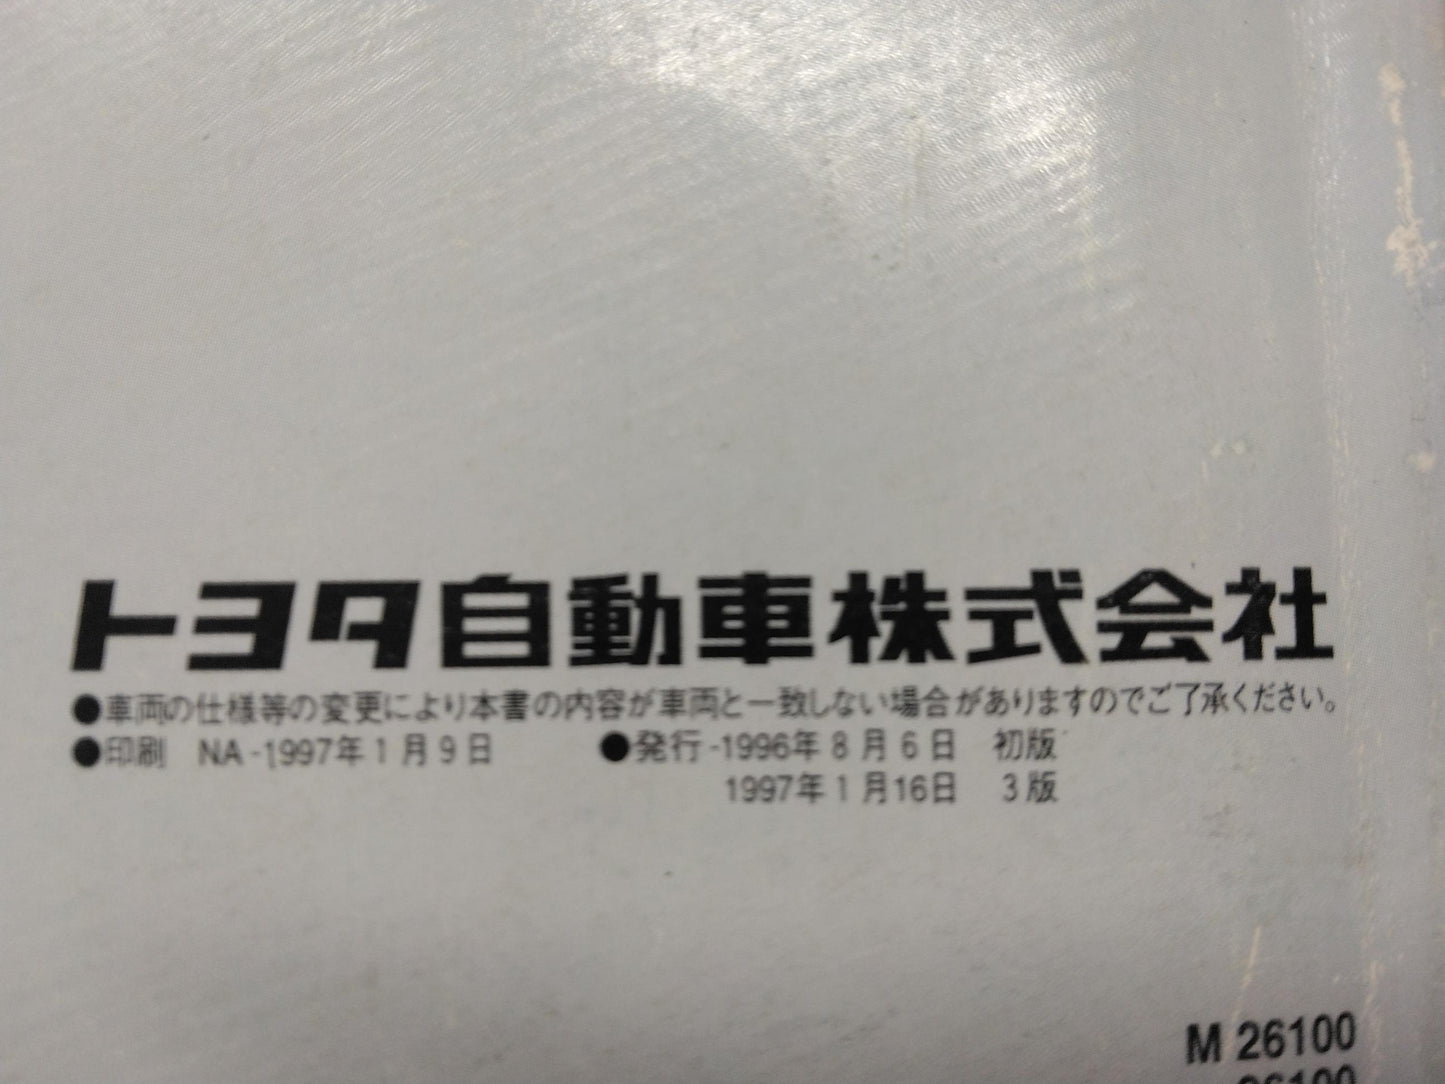 トヨタ自動車株式会社
●車両の仕様等の変更により本書の内容が車両と一致しない場合がありますのでご了承ください。
●印刷 NA-1997年1月9日 ●発行-1996年8月6日 初版
1997年1月16日 3版
M 26100
26100